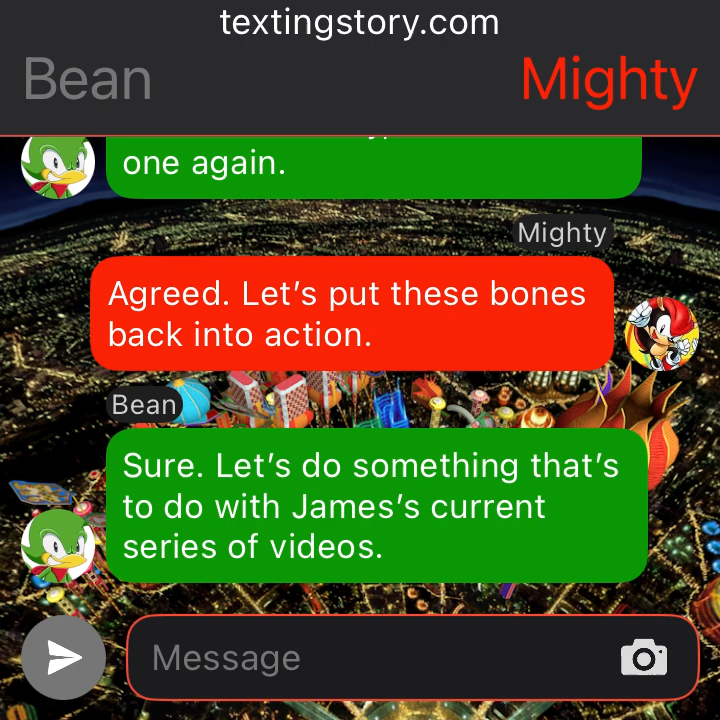 textingstory.com
Bean
Mighty
one again.
Mighty
Agreed. Let's put these bones
back into action.
Bean
Sure. Let's do something that's
to do with James's current
series of videos.
Message